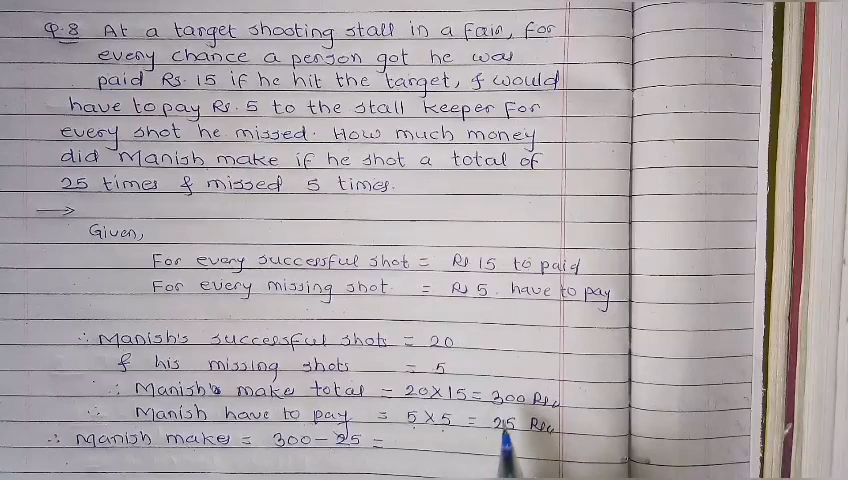 Q.8 At a target shooting stall in a Fair, For
every chance a person got he was
paid Rs. 15 if he hit the target, & would
have to pay Rs. 5 to the stall keeper For
every shot he missed. How much money
did Manish make if he shot a total of
25 times & missed 5 times.
→
Given,
For every successful shot = Rs 15 to paid
For every missing shot. = Rs 5. have to pay
∴ Manish's successful shots = 20
& his missing shots = 5
∴ Manish's make total = 20×15 = 300 Rs.
∴ Manish have to pay = 5×5 = 25 Rs.
∴ Manish make = 300-25 =